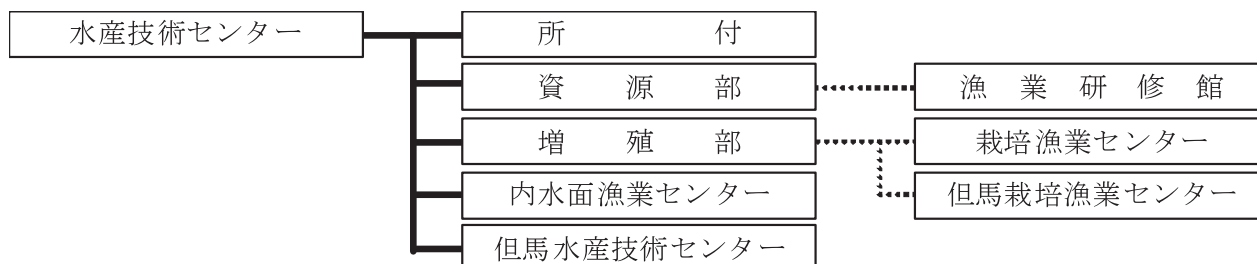 水産技術センター
所付
資源部
漁業研修館
増殖部
栽培漁業センター
但馬栽培漁業センター
内水面漁業センター
但馬水産技術センター